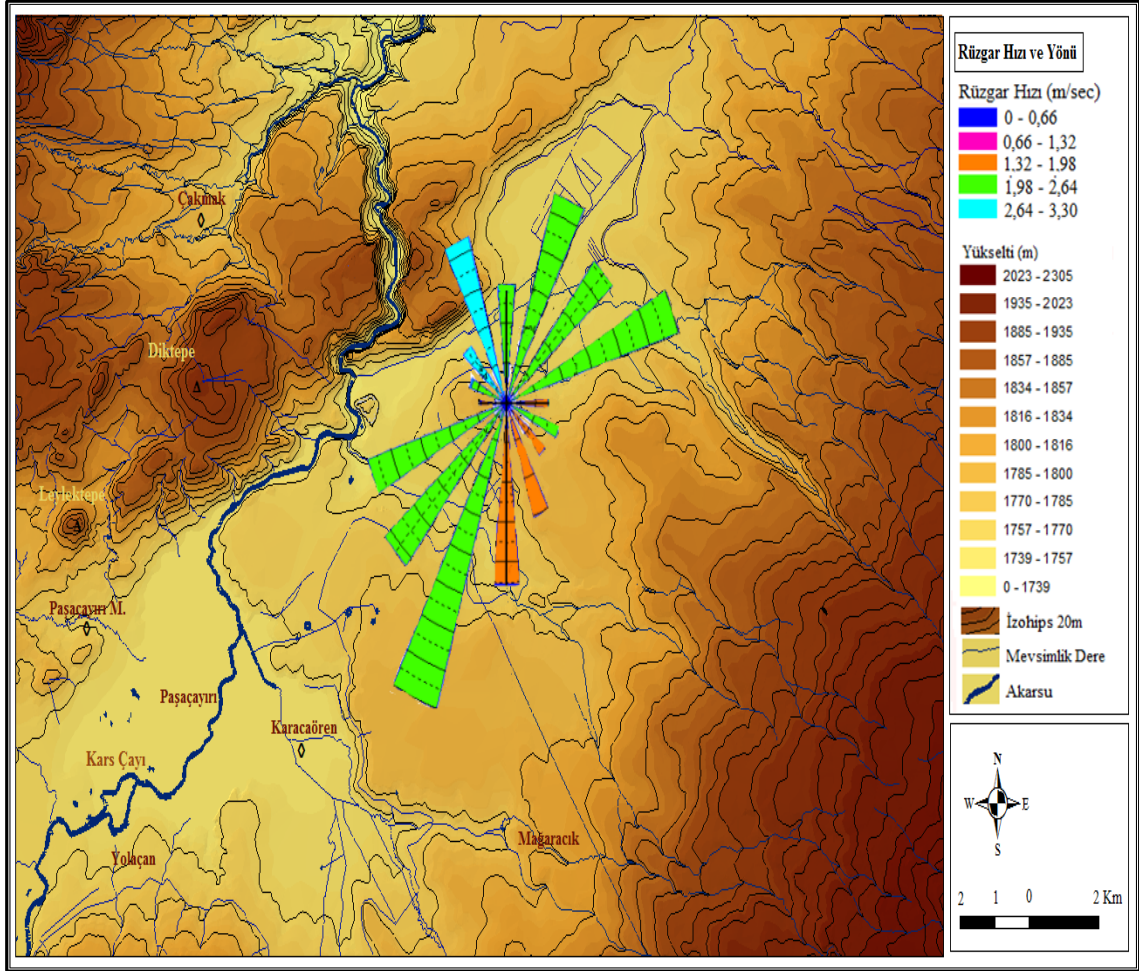 Rüzgar Hızı ve Yönü
Rüzgar Hızı (m/sec)
0 - 0,66
0,66 - 1,32
1,32 - 1,98
1,98 - 2,64
2,64 - 3,30
Yükselti (m)
2023 - 2305
1935 - 2023
1885 - 1935
1857 - 1885
1834 - 1857
1816 - 1834
1800 - 1816
1785 - 1800
1770 - 1785
1757 - 1770
1739 - 1757
0 - 1739
İzohips 20m
Mevsimlik Dere
Akarsu
N
W
E
S
2 1 0 2 Km
Çakmak
Diktepe
Leylektepe
Paşaçayırı M.
Paşaçayırı
Karacaören
Kars Çayı
Mağaracık
Yolaçan